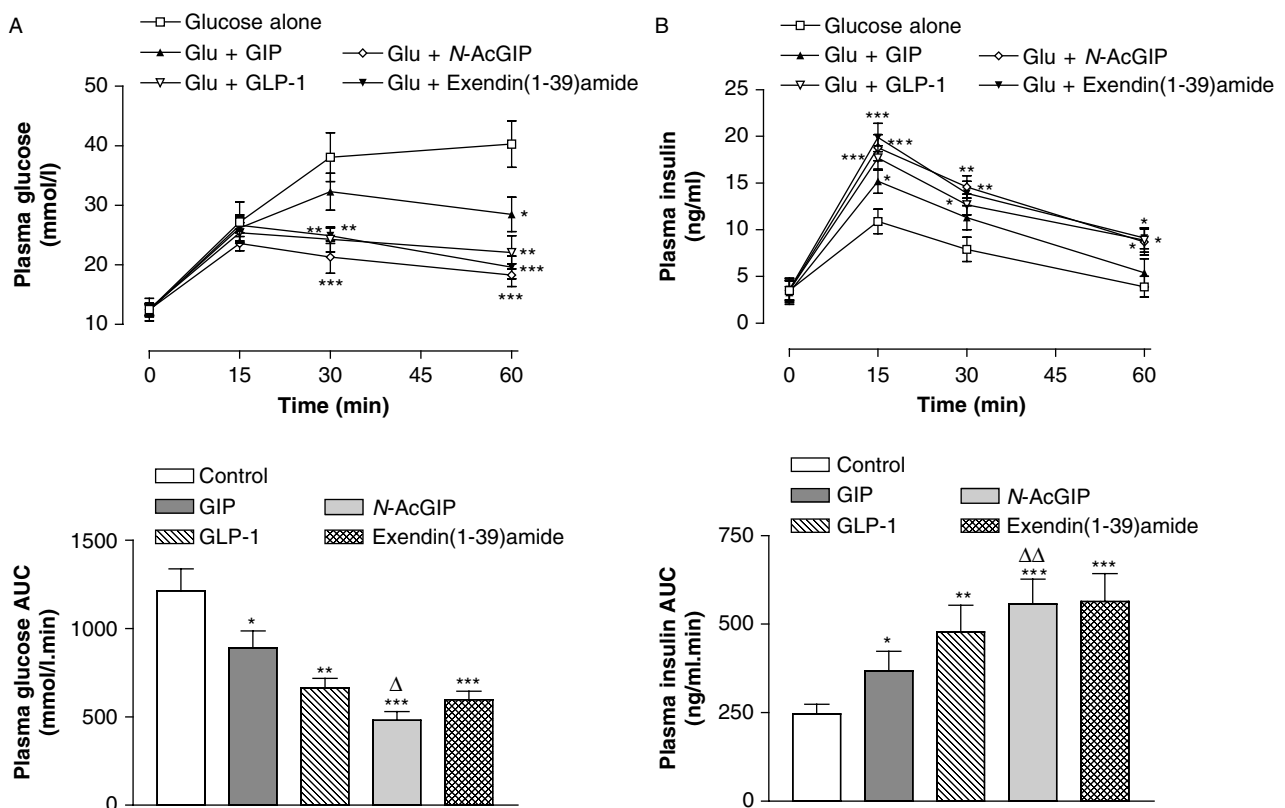 A
Glucose alone
Glu + GIP
Glu + N-AcGIP
Glu + GLP-1
Glu + Exendin(1-39)amide
Plasma glucose
(mmol/l)
50
40
30
20
10
*
** **
**
***
***
***
0 15 30 45 60
Time (min)
B
Glucose alone
Glu + GIP
Glu + N-AcGIP
Glu + GLP-1
Glu + Exendin(1-39)amide
Plasma insulin
(ng/ml)
25
20
15
10
5
0
***
***
***
*
**
**
*
*
* *
0 15 30 45 60
Time (min)
Control
GIP
N-AcGIP
GLP-1
Exendin(1-39)amide
Plasma glucose AUC
(mmol/l.min)
1500
1000
500
0
*
**
Δ
***
***
Control
GIP
N-AcGIP
GLP-1
Exendin(1-39)amide
Plasma insulin AUC
(ng/ml.min)
750
500
250
0
*
**
ΔΔ
***
***